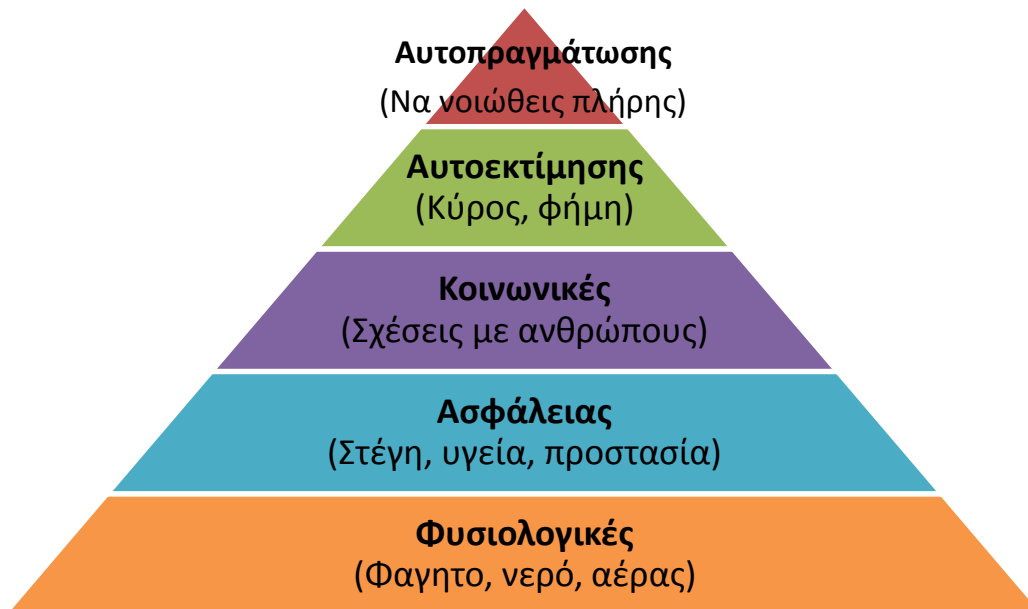 Αυτοπραγμάτωσης
(Να νοιώθεις πλήρης)
Αυτοεκτίμησης
(Κύρος, φήμη)
Κοινωνικές
(Σχέσεις με ανθρώπους)
Ασφάλειας
(Στέγη, υγεία, προστασία)
Φυσιολογικές
(Φαγητο, νερό, αέρας)